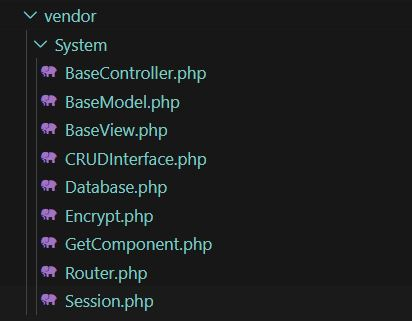 vendor
System
BaseController.php
BaseModel.php
BaseView.php
CRUDInterface.php
Database.php
Encrypt.php
GetComponent.php
Router.php
Session.php